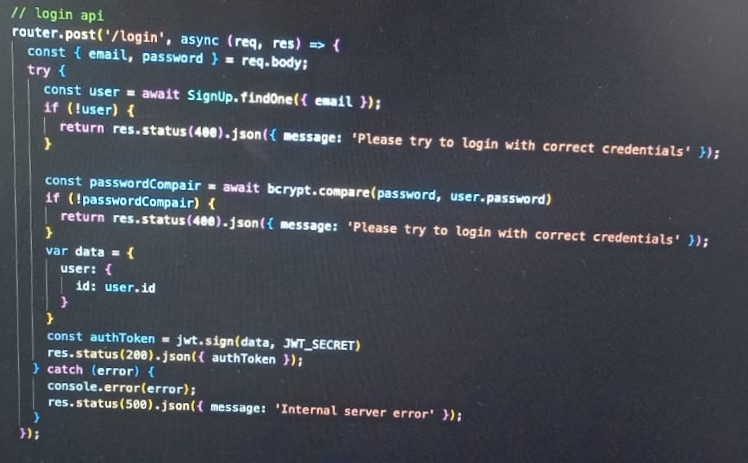 // login api
router.post('/login', async (req, res) => {
  const { email, password } = req.body;
  try {
    const user = await SignUp.findOne({ email });
    if (!user) {
      return res.status(400).json({ message: 'Please try to login with correct credentials' });
    }

    const passwordCompair = await bcrypt.compare(password, user.password)
    if (!passwordCompair) {
      return res.status(400).json({ message: 'Please try to login with correct credentials' });
    }
    var data = {
      user: {
        id: user.id
      }
    }
    const authToken = jwt.sign(data, JWT_SECRET)
    res.status(200).json({ authToken });
  } catch (error) {
    console.error(error);
    res.status(500).json({ message: 'Internal server error' });
  }
});